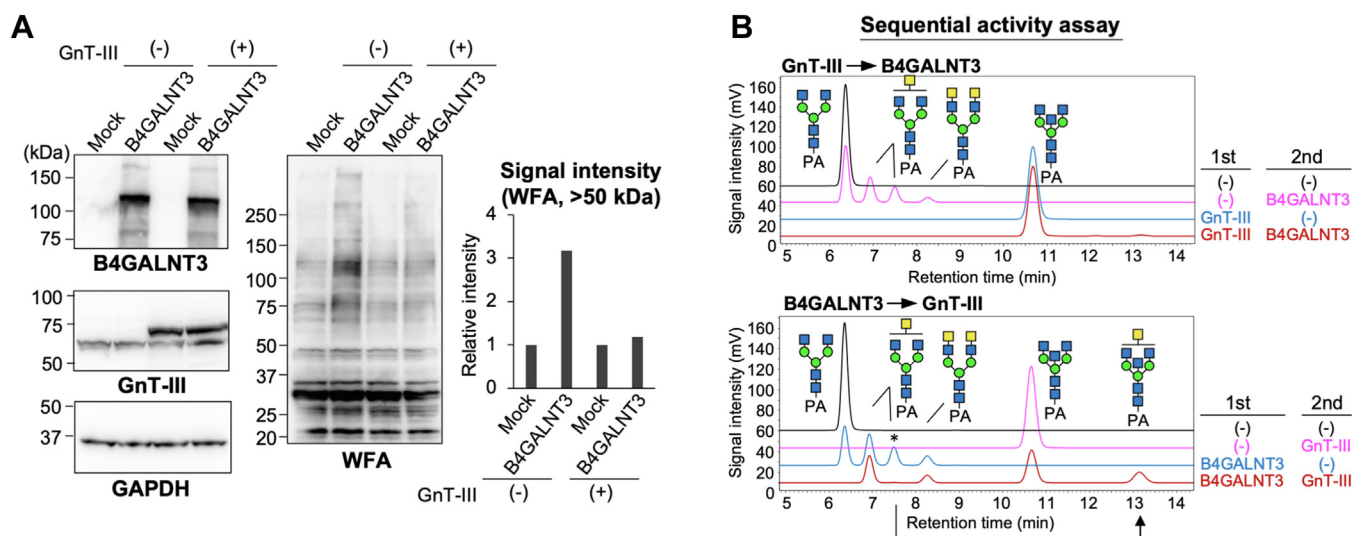 A
GnT-III (-) (+)
Mock B4GALNT3 Mock B4GALNT3
(kDa)
150
100
75
B4GALNT3
100
75
50
GnT-III
50
37
GAPDH
(-) (+)
Mock B4GALNT3 Mock B4GALNT3
250
150
100
75
50
37
25
20
WFA
Signal intensity
(WFA, >50 kDa)
Relative intensity
4
3
2
1
0
Mock B4GALNT3 Mock B4GALNT3
GnT-III (-) (+)
B
Sequential activity assay
GnT-III → B4GALNT3
Signal intensity (mV)
160
140
120
100
80
60
40
20
0
PA PA PA PA
5 6 7 8 9 10 11 12 13 14
Retention time (min)
1st 2nd
(-) (-)
(-) B4GALNT3
GnT-III (-)
GnT-III B4GALNT3
B4GALNT3 → GnT-III
Signal intensity (mV)
160
140
120
100
80
60
40
20
0
PA PA PA PA PA
*
5 6 7 8 9 10 11 12 13 14
Retention time (min)
1st 2nd
(-) (-)
(-) GnT-III
B4GALNT3 (-)
B4GALNT3 GnT-III